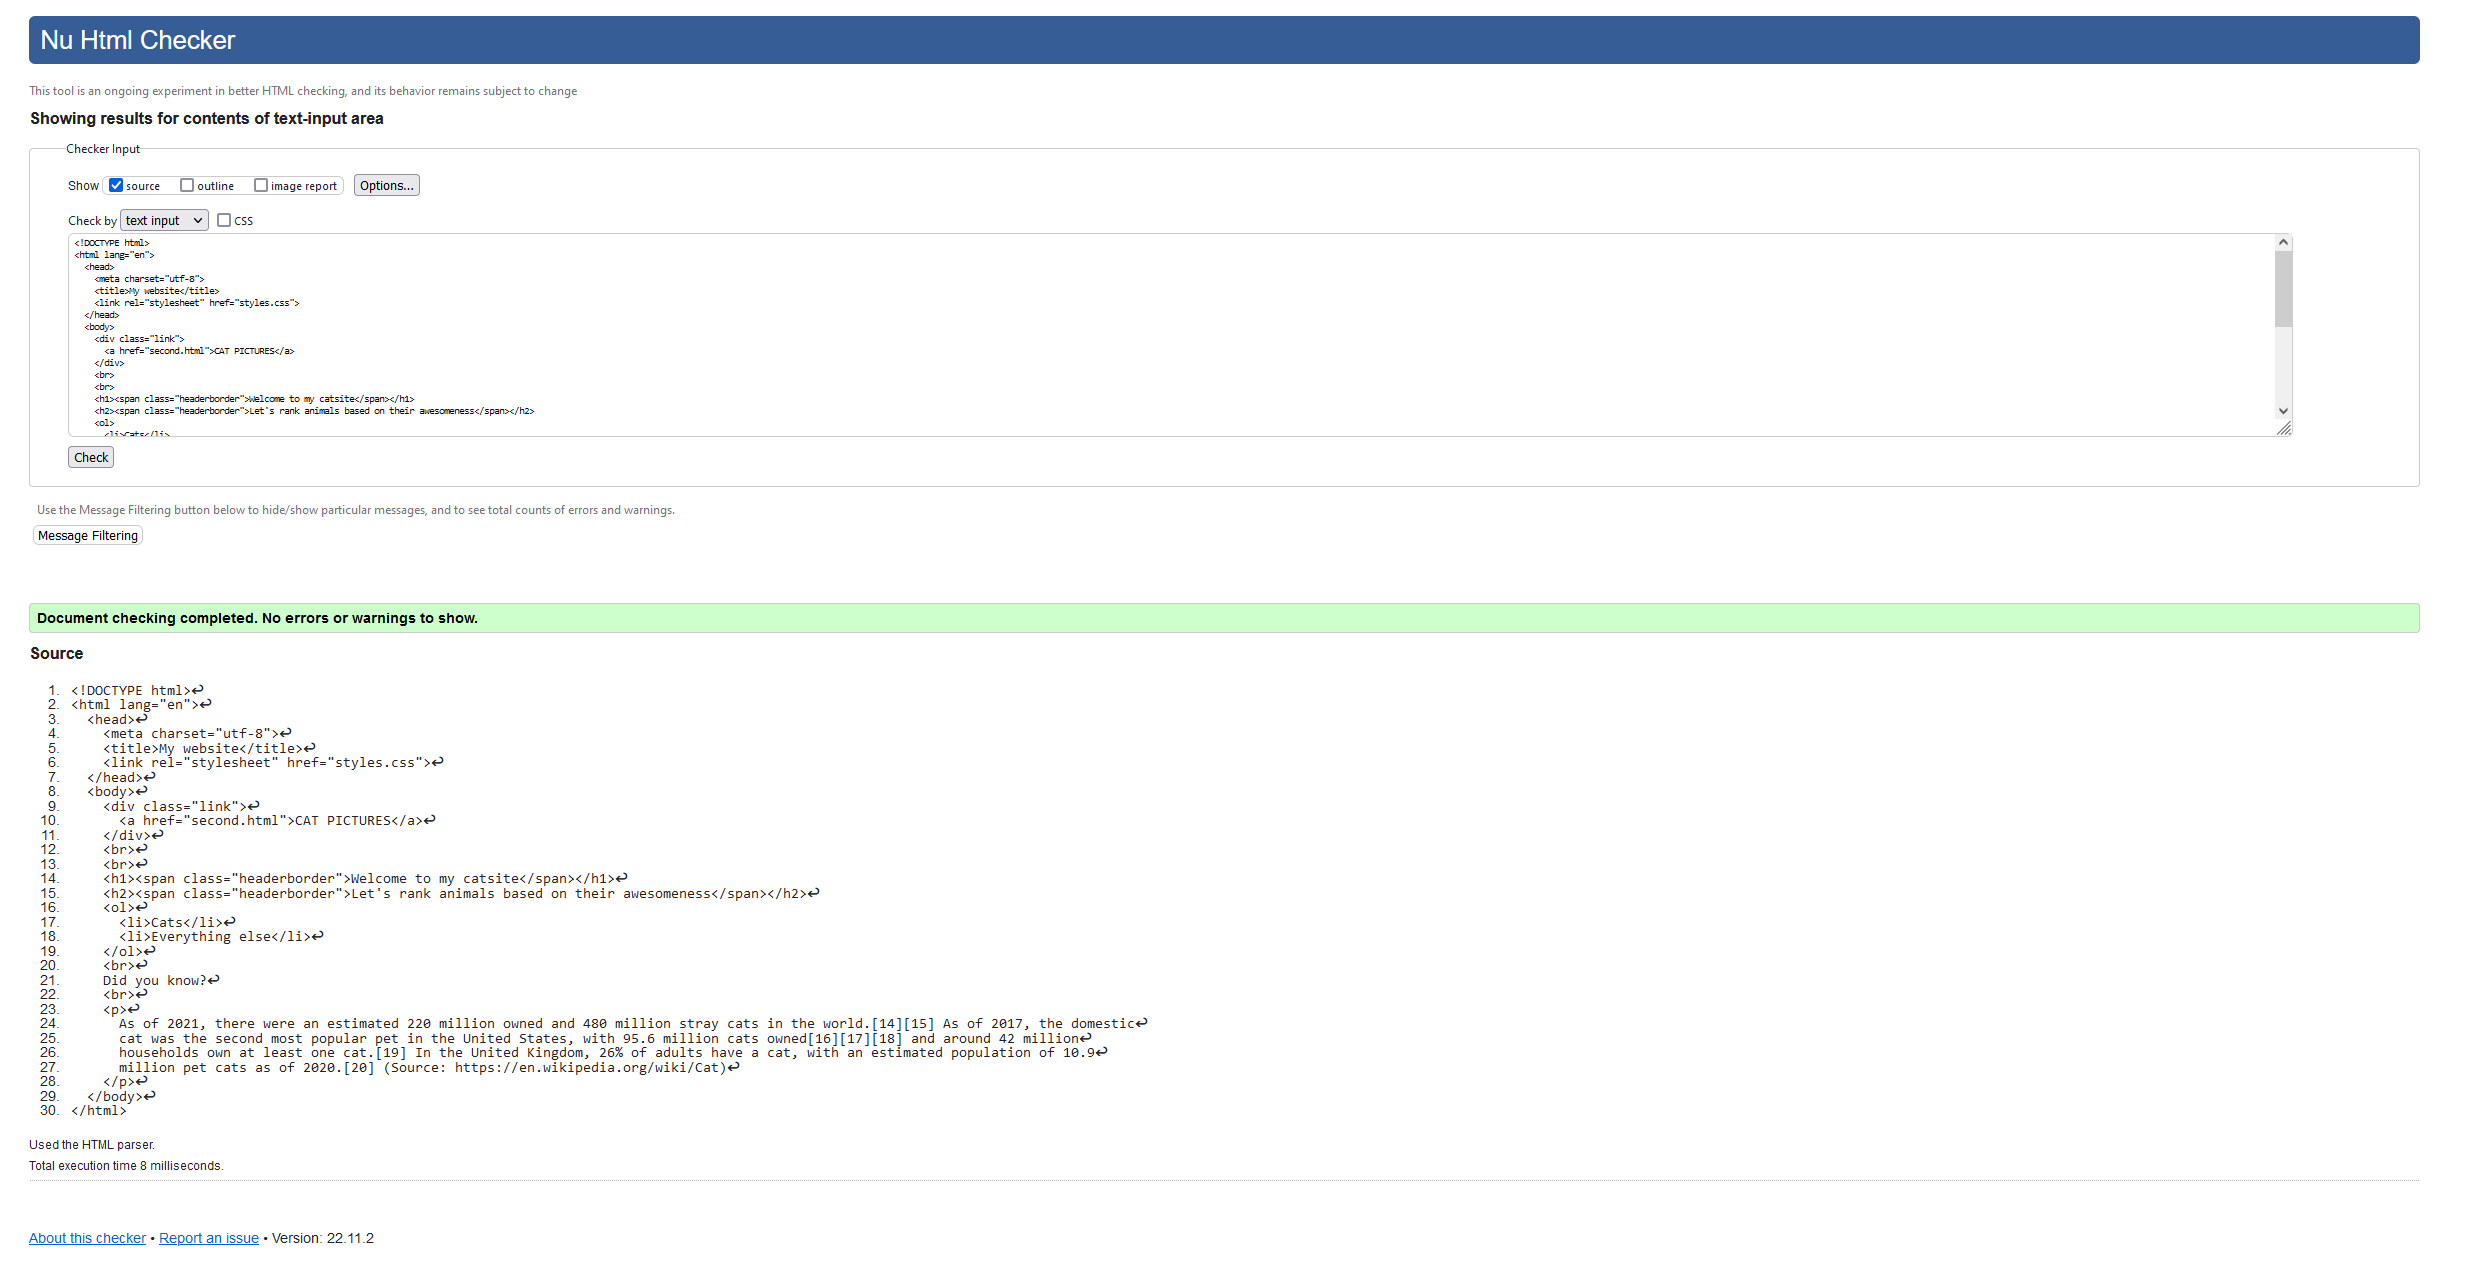 Nu Html Checker
This tool is an ongoing experiment in better HTML checking, and its behavior remains subject to change
Showing results for contents of text-input area
Checker Input
Show source outline image report Options...
Check by text input CSS
<!DOCTYPE html>
<html lang="en">
  <head>
    <meta charset="utf-8">
    <title>My website</title>
    <link rel="stylesheet" href="styles.css">
  </head>
  <body>
    <div class="link">
      <a href="second.html">CAT PICTURES</a>
    </div>
    <br>
    <br>
    <h1><span class="headerborder">Welcome to my catsite</span></h1>
    <h2><span class="headerborder">Let's rank animals based on their awesomeness</span></h2>
    <ol>
      <li>Cats</li>
Check
Use the Message Filtering button below to hide/show particular messages, and to see total counts of errors and warnings.
Message Filtering
Document checking completed. No errors or warnings to show.
Source
1. <!DOCTYPE html>↩
2. <html lang="en">↩
3.   <head>↩
4.     <meta charset="utf-8">↩
5.     <title>My website</title>↩
6.     <link rel="stylesheet" href="styles.css">↩
7.   </head>↩
8.   <body>↩
9.     <div class="link">↩
10.       <a href="second.html">CAT PICTURES</a>↩
11.     </div>↩
12.     <br>↩
13.     <br>↩
14.     <h1><span class="headerborder">Welcome to my catsite</span></h1>↩
15.     <h2><span class="headerborder">Let's rank animals based on their awesomeness</span></h2>↩
16.     <ol>↩
17.       <li>Cats</li>↩
18.       <li>Everything else</li>↩
19.     </ol>↩
20.     <br>↩
21.     Did you know?↩
22.     <br>↩
23.     <p>↩
24.       As of 2021, there were an estimated 220 million owned and 480 million stray cats in the world.[14][15] As of 2017, the domestic↩
25.       cat was the second most popular pet in the United States, with 95.6 million cats owned[16][17][18] and around 42 million↩
26.       households own at least one cat.[19] In the United Kingdom, 26% of adults have a cat, with an estimated population of 10.9↩
27.       million pet cats as of 2020.[20] (Source: https://en.wikipedia.org/wiki/Cat)↩
28.     </p>↩
29.   </body>↩
30. </html>
Used the HTML parser.
Total execution time 8 milliseconds.
About this checker • Report an issue • Version: 22.11.2